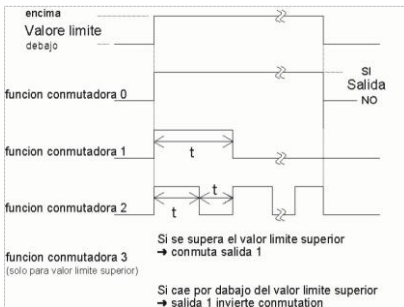 encima
Valore limite
debajo
SI
Salida
NO
funcion conmutadora 0
funcion conmutadora 1
t
funcion conmutadora 2
t
t
funcion conmutadora 3
(solo para valor limite superior)
Si se supera el valor limite superior
→ conmuta salida 1
Si cae por dabajo del valor limite superior
→ salida 1 invierte conmutation